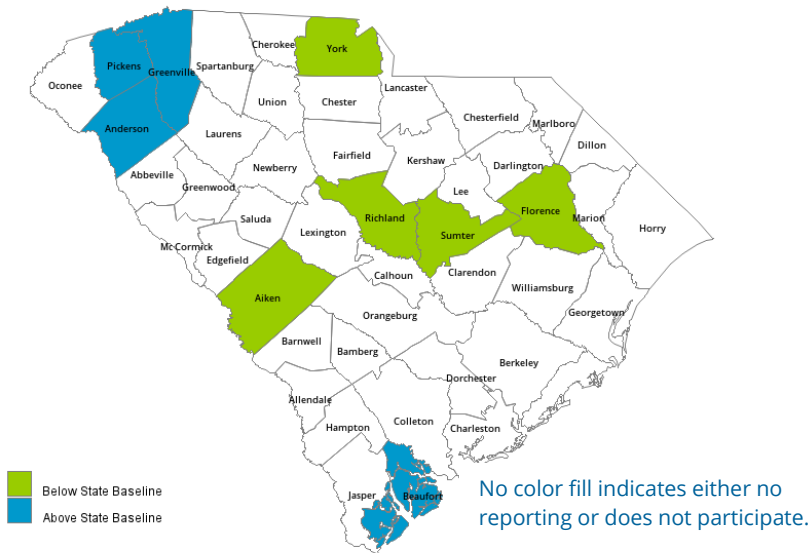 Cherokee
York
Pickens
Greenville
Spartanburg
Oconee
Lancaster
Union
Chester
Chesterfield
Anderson
Marlboro
Laurens
Dillon
Fairfield
Kershaw
Darlington
Newberry
Abbeville
Greenwood
Lee
Florence
Marion
Saluda
Richland
Horry
Lexington
Sumter
Mc Cormick
Edgefield
Calhoun
Clarendon
Williamsburg
Aiken
Georgetown
Orangeburg
Barnwell
Bamberg
Berkeley
Dorchester
Allendale
Colleton
Hampton
Charleston
Jasper
Beaufort
Below State Baseline
Above State Baseline
No color fill indicates either no
reporting or does not participate.